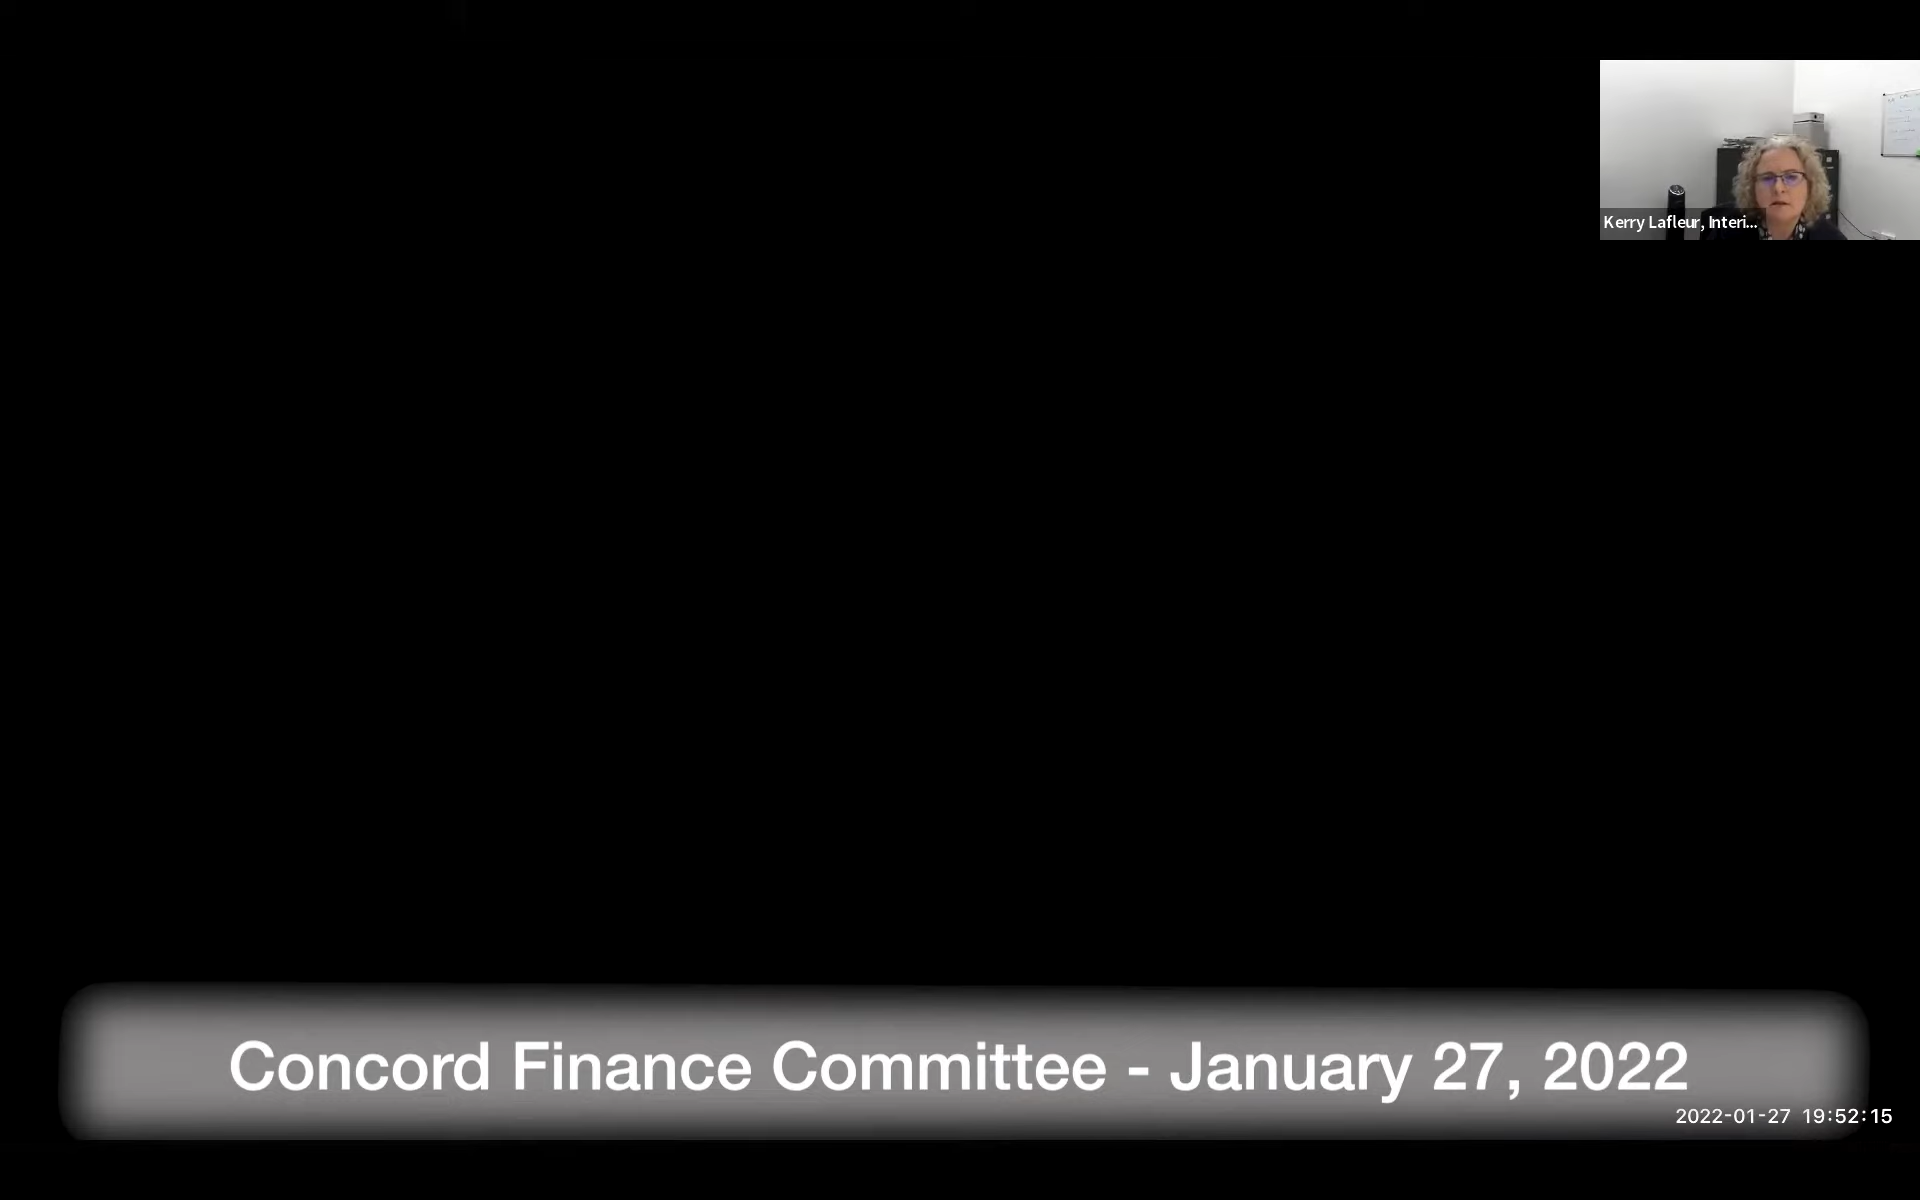 Kerry Lafleur, Interi...
Concord Finance Committee - January 27, 2022
2022-01-27 19:52:15